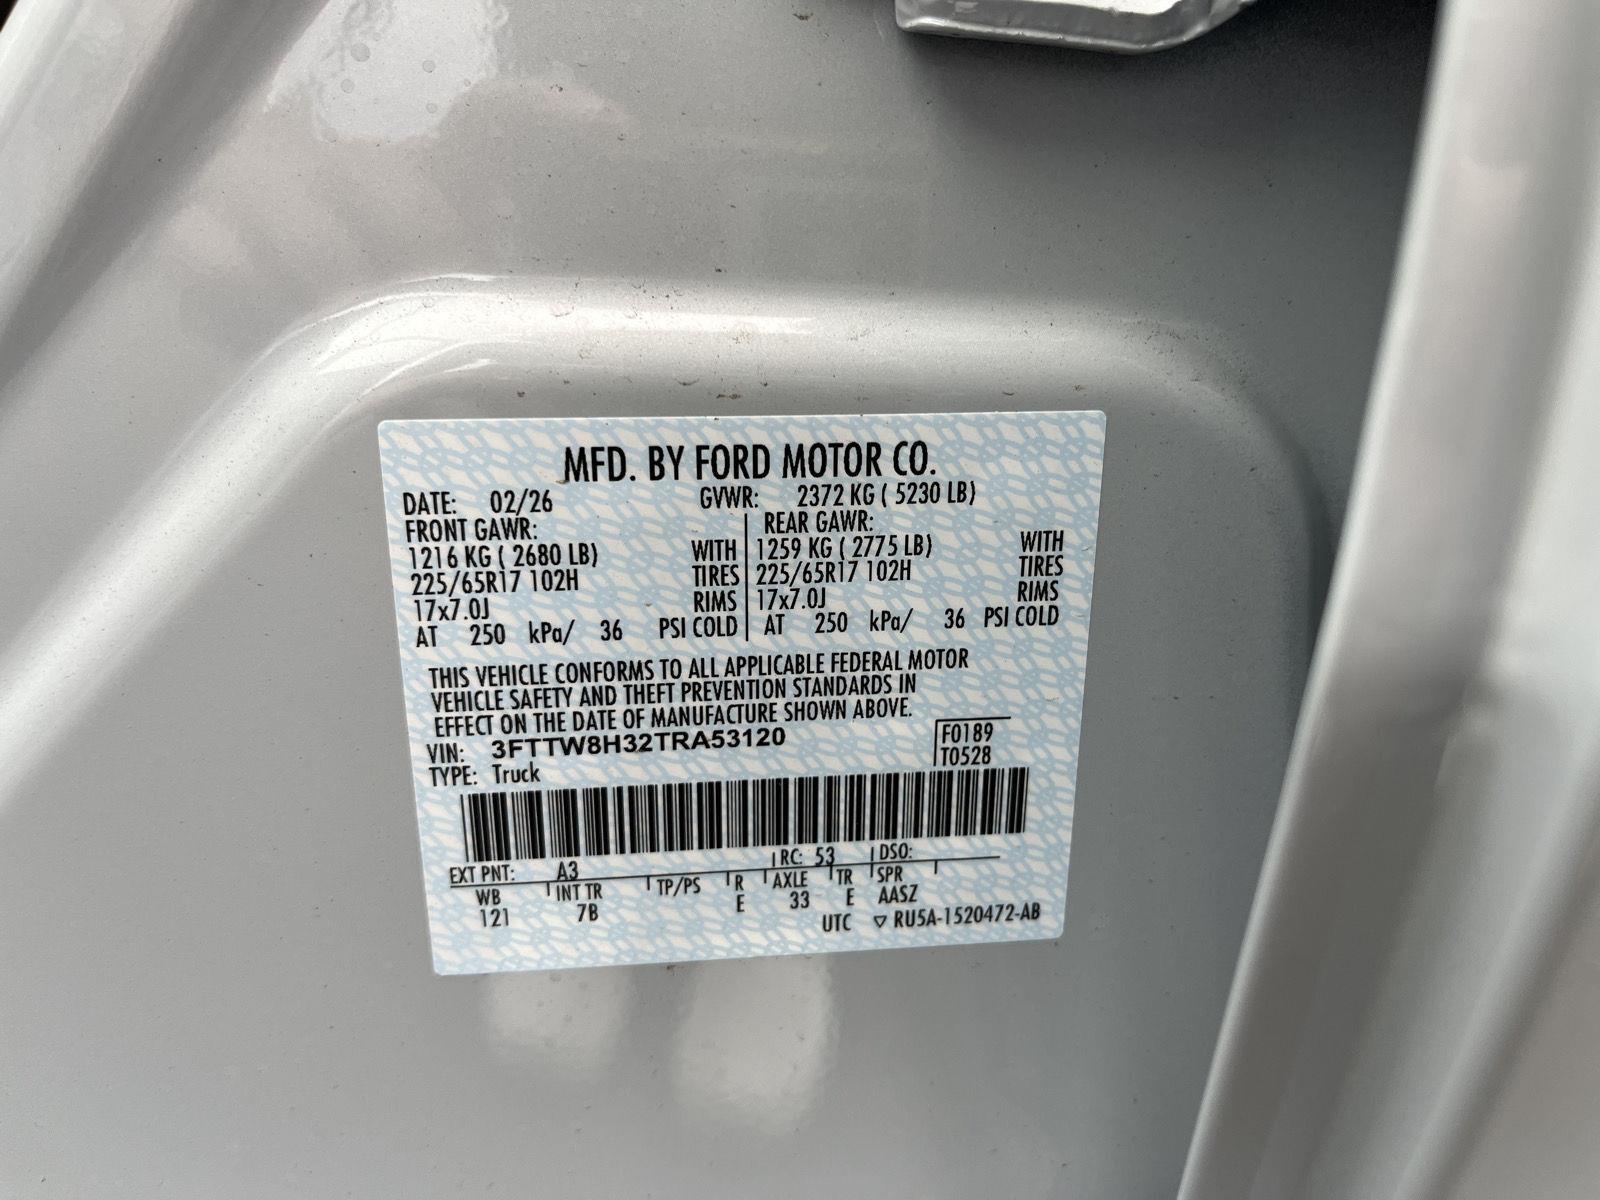 MFD. BY FORD MOTOR CO.
DATE: 02/26 GVWR: 2372 KG ( 5230 LB)
FRONT GAWR: REAR GAWR:
1216 KG ( 2680 LB) WITH 1259 KG ( 2775 LB) WITH
225/65R17 102H TIRES 225/65R17 102H TIRES
17x7.0J RIMS 17x7.0J RIMS
AT 250 kPa/ 36 PSI COLD AT 250 kPa/ 36 PSI COLD
THIS VEHICLE CONFORMS TO ALL APPLICABLE FEDERAL MOTOR
VEHICLE SAFETY AND THEFT PREVENTION STANDARDS IN
EFFECT ON THE DATE OF MANUFACTURE SHOWN ABOVE.
VIN: 3FTTW8H32TRA53120 F0189
TYPE: Truck T0528
EXT PNT: A3 RC: 53 DSO:
WB INT TR TP/PS R AXLE TR SPR
121 7B E 33 E AASZ
UTC ▽ RU5A-1520472-AB